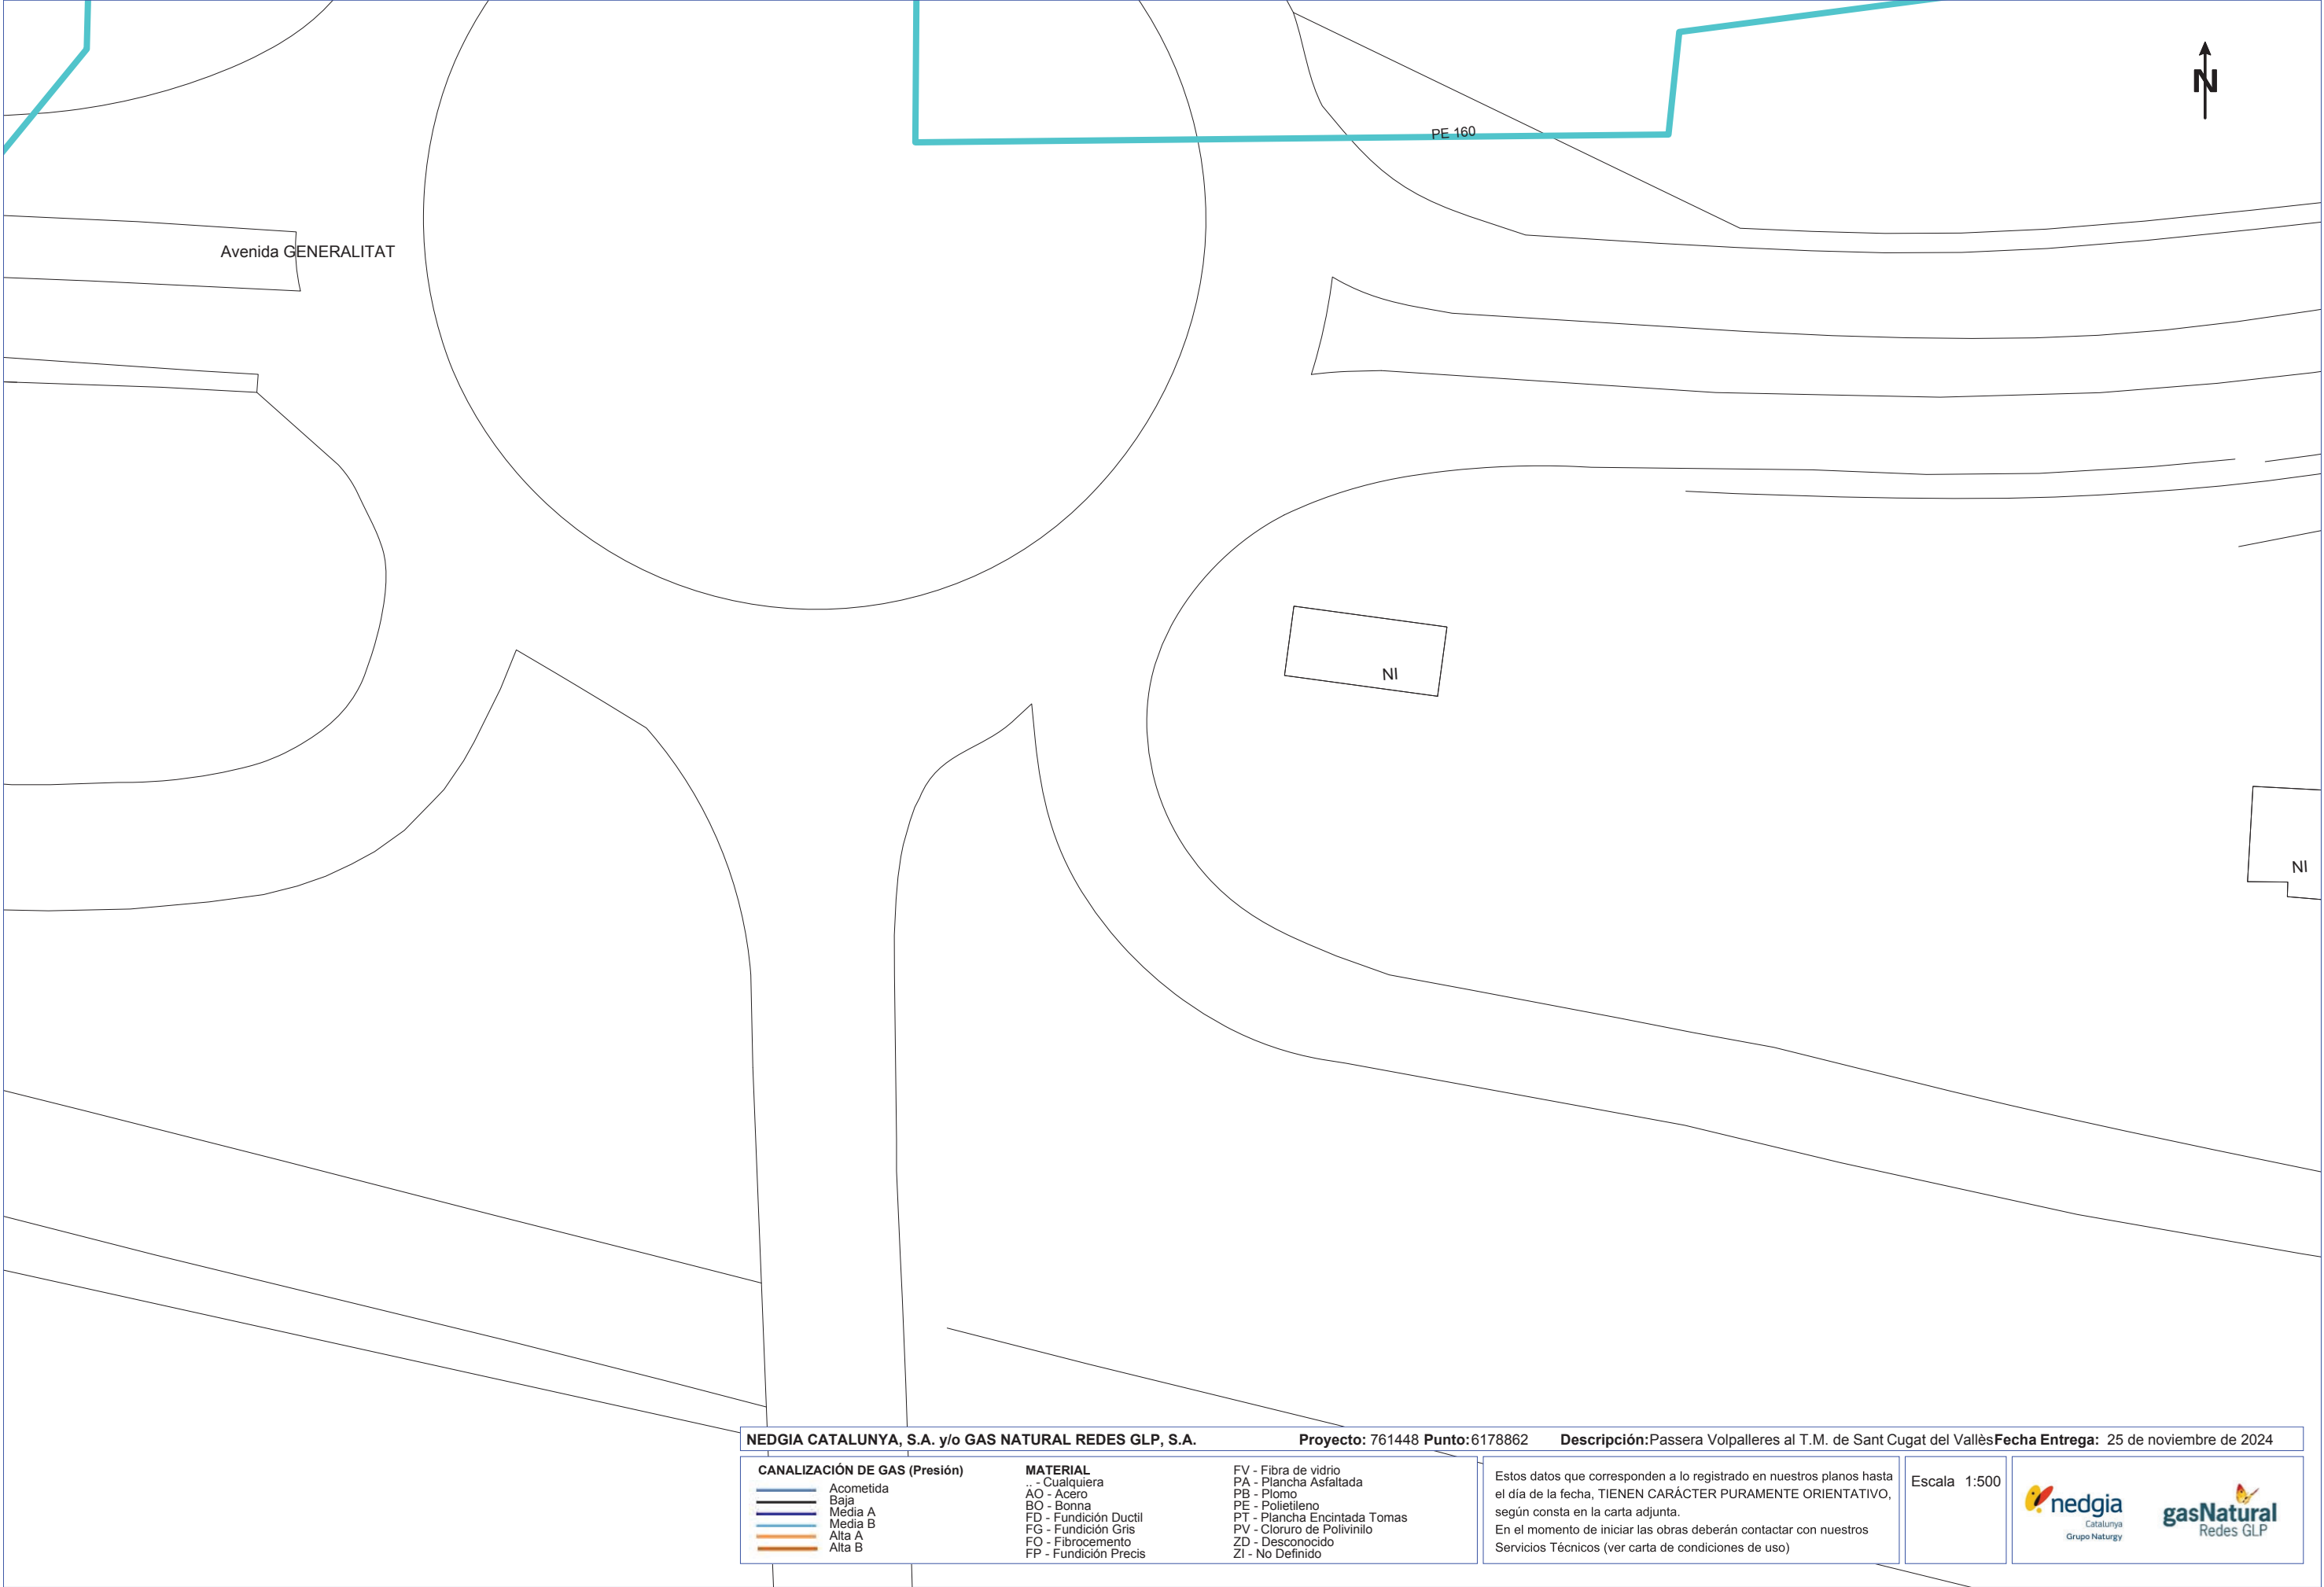 N
PE 160
Avenida GENERALITAT
NI
NI
NEDGIA CATALUNYA, S.A. y/o GAS NATURAL REDES GLP, S.A. Proyecto: 761448 Punto:6178862 Descripción:Passera Volpalleres al T.M. de Sant Cugat del Vallès Fecha Entrega: 25 de noviembre de 2024
CANALIZACIÓN DE GAS (Presión)
Acometida
Baja
Media A
Media B
Alta A
Alta B
MATERIAL
.. - Cualquiera
AO - Acero
BO - Bonna
FD - Fundición Ductil
FG - Fundición Gris
FO - Fibrocemento
FP - Fundición Precis
FV - Fibra de vidrio
PA - Plancha Asfaltada
PB - Plomo
PE - Polietileno
PT - Plancha Encintada Tomas
PV - Cloruro de Polivinilo
ZD - Desconocido
ZI - No Definido
Estos datos que corresponden a lo registrado en nuestros planos hasta
el día de la fecha, TIENEN CARÁCTER PURAMENTE ORIENTATIVO,
según consta en la carta adjunta.
En el momento de iniciar las obras deberán contactar con nuestros
Servicios Técnicos (ver carta de condiciones de uso)
Escala 1:500
nedgia
Catalunya
Grupo Naturgy
gasNatural
Redes GLP